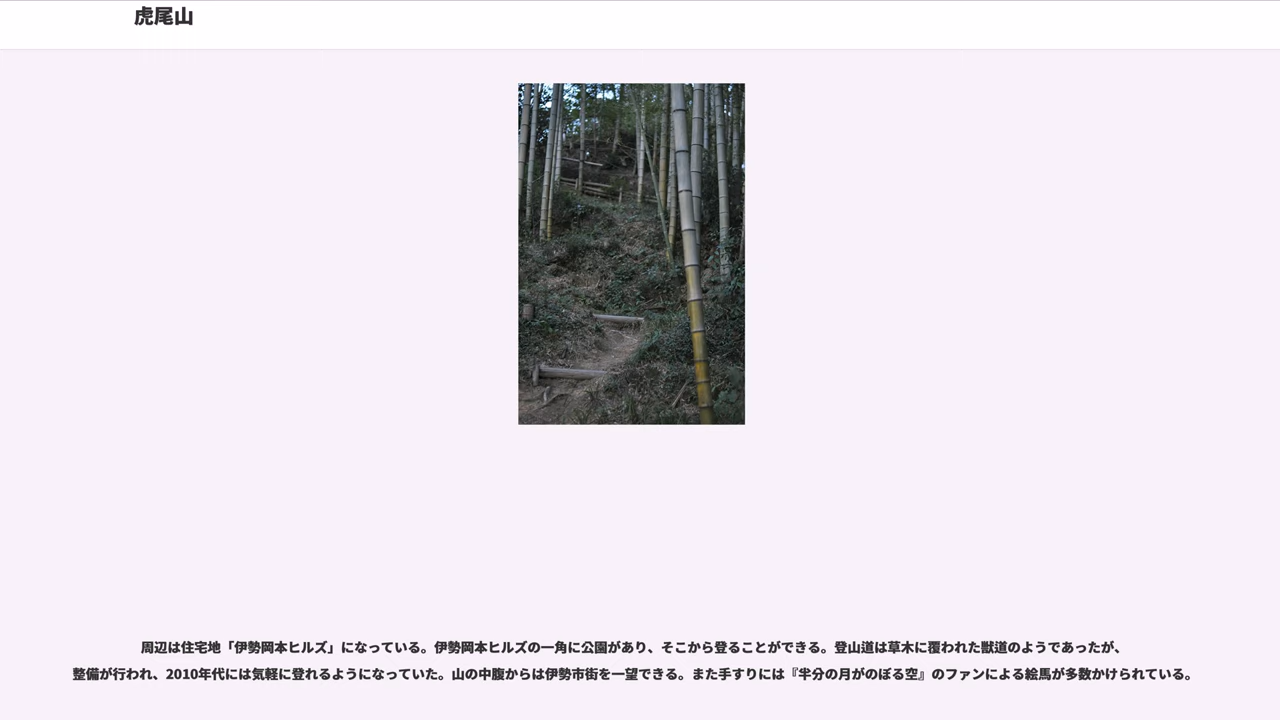 虎尾山
周辺は住宅地「伊勢岡本ヒルズ」になっている。伊勢岡本ヒルズの一角に公園があり、そこから登ることができる。登山道は草木に覆われた獣道のようであったが、
整備が行われ、2010年代には気軽に登れるようになっていた。山の中腹からは伊勢市街を一望できる。また手すりには『半分の月がのぼる空』のファンによる絵馬が多数かけられている。